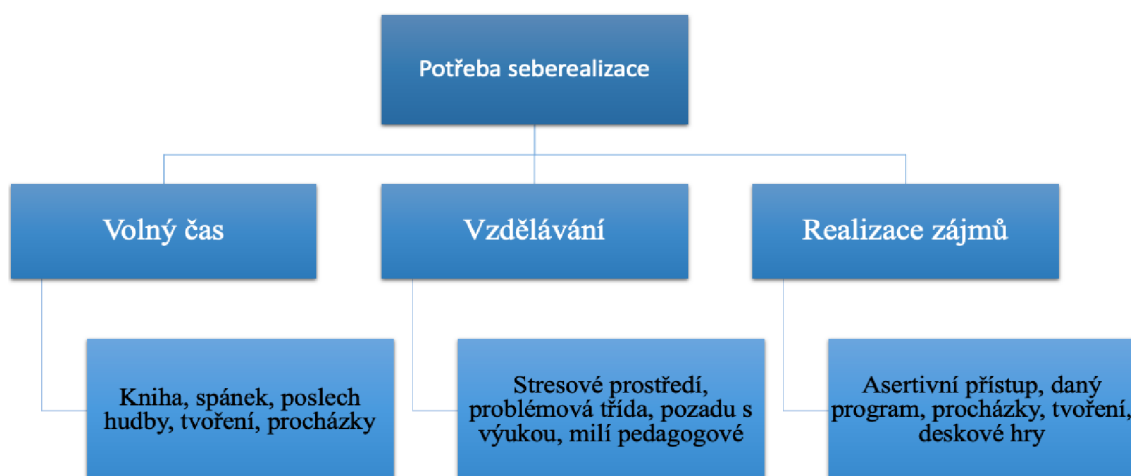 Potřeba seberealizace
Volný čas
Vzdělávání
Realizace zájmů
Kniha, spánek, poslech
hudby, tvoření, procházky
Stresové prostředí,
problémová třída, pozadu s
výukou, milí pedagogové
Asertivní přístup, daný
program, procházky, tvoření,
deskové hry